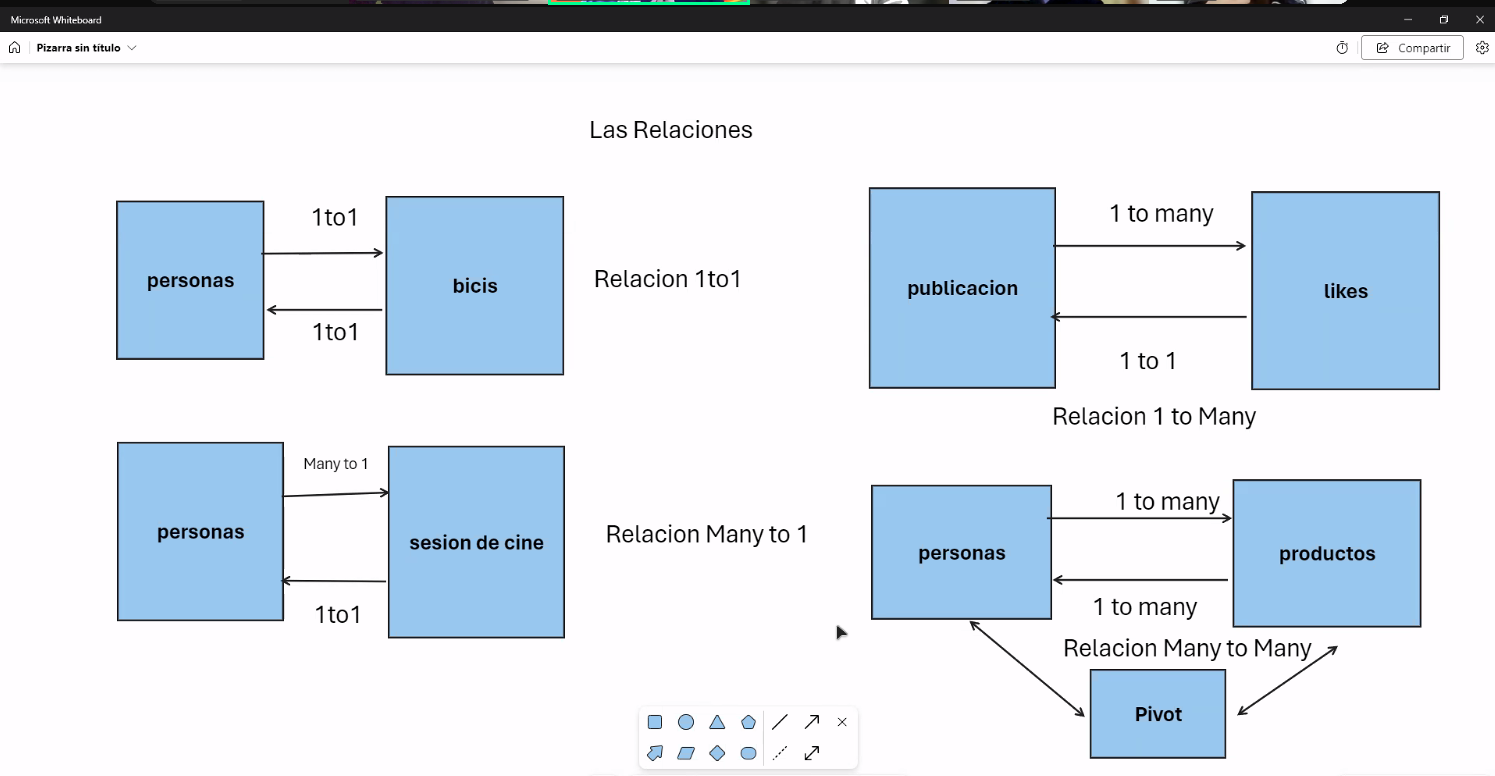 Microsoft Whiteboard
Pizarra sin título
Compartir
Las Relaciones
1to1
personas
bicis
1to1
Relacion 1to1
1 to many
publicacion
likes
1 to 1
Relacion 1 to Many
Many to 1
personas
sesion de cine
1to1
Relacion Many to 1
1 to many
personas
productos
1 to many
Relacion Many to Many
Pivot